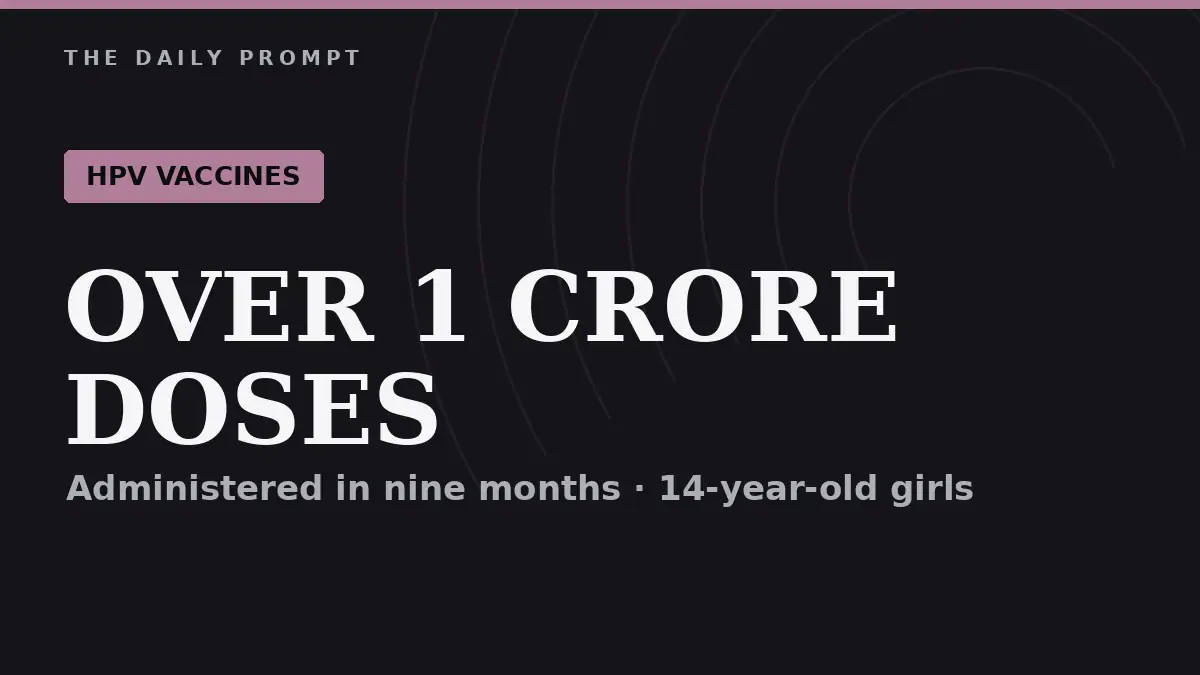 THE DAILY PROMPT
HPV VACCINES
OVER 1 CRORE
DOSES
Administered in nine months · 14-year-old girls